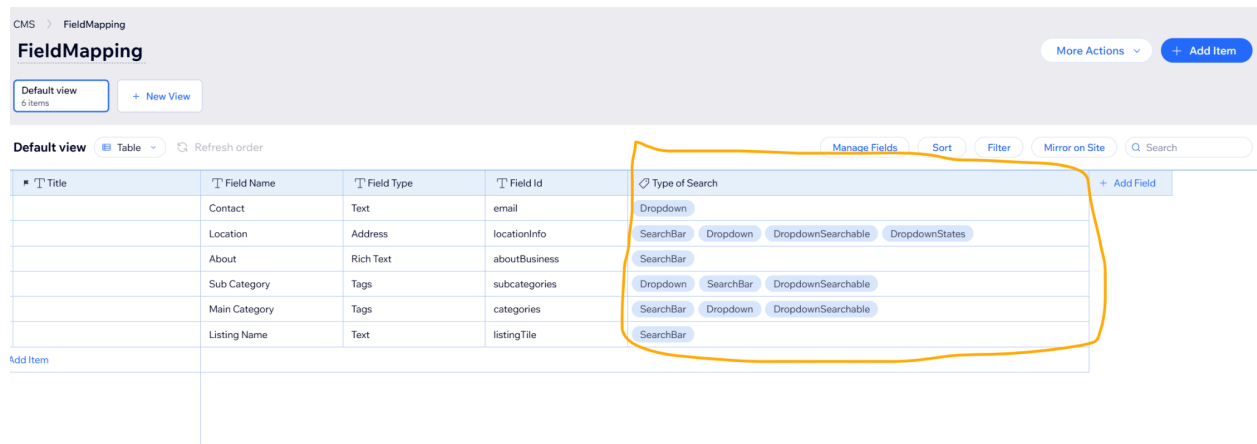 CMS > FieldMapping
FieldMapping
More Actions
+ Add Item
Default view
6 items
+ New View
Default view
Table
Refresh order
Manage Fields
Sort
Filter
Mirror on Site
Search
Title Field Name Field Type Field Id Type of Search + Add Field
Contact Text email Dropdown
Location Address locationInfo SearchBar Dropdown DropdownSearchable DropdownStates
About Rich Text aboutBusiness SearchBar
Sub Category Tags subcategories Dropdown SearchBar DropdownSearchable
Main Category Tags categories SearchBar Dropdown DropdownSearchable
Listing Name Text listingTile SearchBar
Add Item